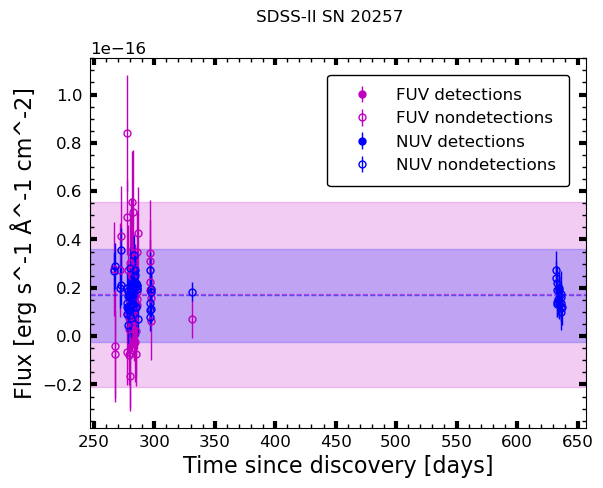 SDSS-II SN 20257
1e−16
FUV detections
FUV nondetections
NUV detections
NUV nondetections
1.0
0.8
0.6
0.4
0.2
0.0
−0.2
Flux [erg s^-1 Å^-1 cm^-2]
250 300 350 400 450 500 550 600 650
Time since discovery [days]